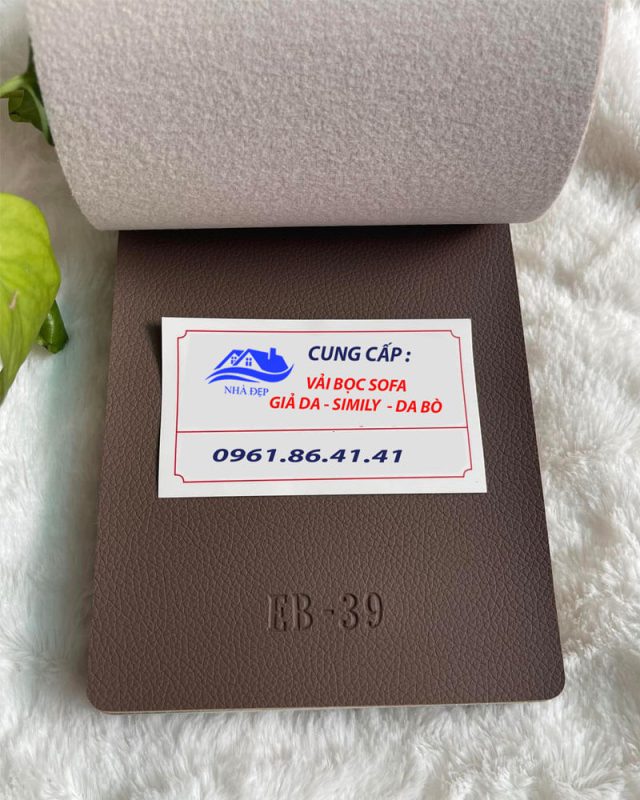 CUNG CẤP :
NHÀ ĐẸP
VẢI BỌC SOFA
GIẢ DA - SIMILY - DA BÒ
0961.86.41.41
EB-39